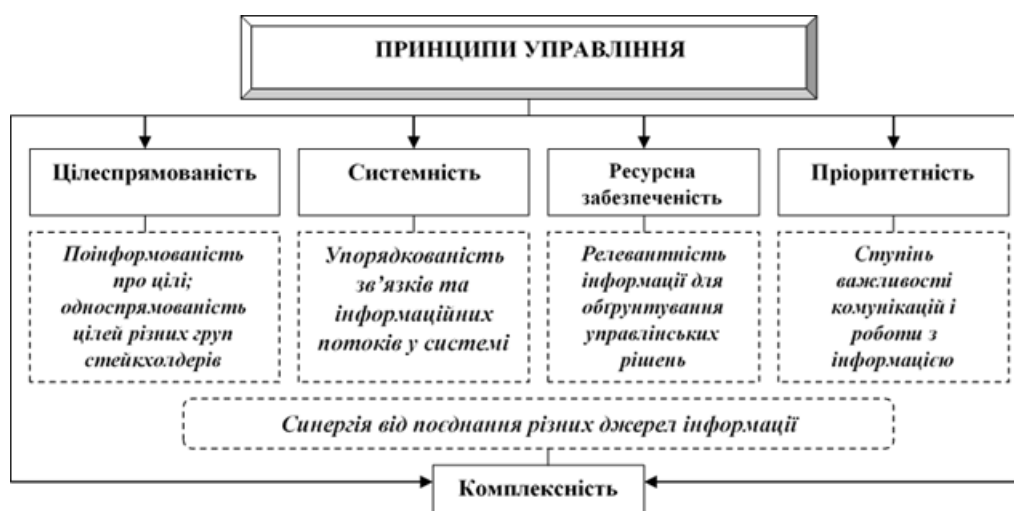 ПРИНЦИПИ УПРАВЛІННЯ
Цілеспрямованість
Системність
Ресурсна
забезпеченість
Пріоритетність
Поінформованість
про цілі;
односпрямованість
цілей різних груп
стейкхолдерів
Упорядкованість
зв’язків та
інформаційних
потоків у системі
Релевантність
інформації для
обґрунтування
управлінських
рішень
Ступінь
важливості
комунікацій і
роботи з
інформацією
Синергія від поєднання різних джерел інформації
Комплексність